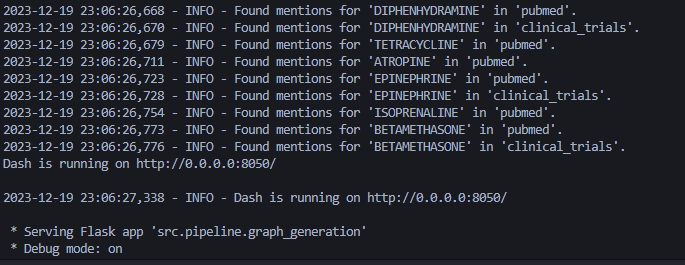 2023-12-19 23:06:26,668 - INFO - Found mentions for 'DIPHENHYDRAMINE' in 'pubmed'.
2023-12-19 23:06:26,670 - INFO - Found mentions for 'DIPHENHYDRAMINE' in 'clinical_trials'.
2023-12-19 23:06:26,679 - INFO - Found mentions for 'TETRACYCLINE' in 'pubmed'.
2023-12-19 23:06:26,711 - INFO - Found mentions for 'ATROPINE' in 'pubmed'.
2023-12-19 23:06:26,723 - INFO - Found mentions for 'EPINEPHRINE' in 'pubmed'.
2023-12-19 23:06:26,728 - INFO - Found mentions for 'EPINEPHRINE' in 'clinical_trials'.
2023-12-19 23:06:26,754 - INFO - Found mentions for 'ISOPRENALINE' in 'pubmed'.
2023-12-19 23:06:26,773 - INFO - Found mentions for 'BETAMETHASONE' in 'pubmed'.
2023-12-19 23:06:26,776 - INFO - Found mentions for 'BETAMETHASONE' in 'clinical_trials'.
Dash is running on http://0.0.0.0:8050/
2023-12-19 23:06:27,338 - INFO - Dash is running on http://0.0.0.0:8050/
* Serving Flask app 'src.pipeline.graph_generation'
* Debug mode: on